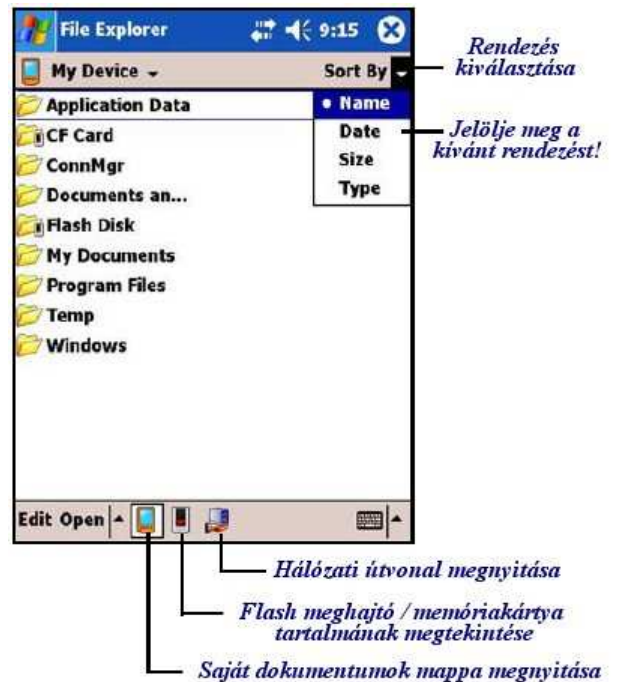 File Explorer 9:15
My Device Sort By
Application Data
CF Card
ConnMgr
Documents an...
Flash Disk
My Documents
Program Files
Temp
Windows
Name
Date
Size
Type
Rendezés
kiválasztása
Jelölje meg a
kívánt rendezést!
Edit Open
Hálózati útvonal megnyitása
Flash meghajtó / memóriakártya
tartalmának megtekintése
Saját dokumentumok mappa megnyitása